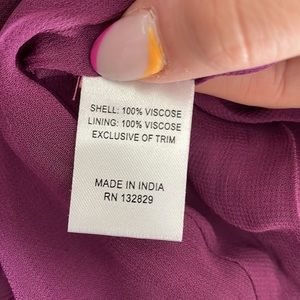 SHELL: 100% VISCOSE
LINING: 100% VISCOSE
EXCLUSIVE OF TRIM
MADE IN INDIA
RN 132829